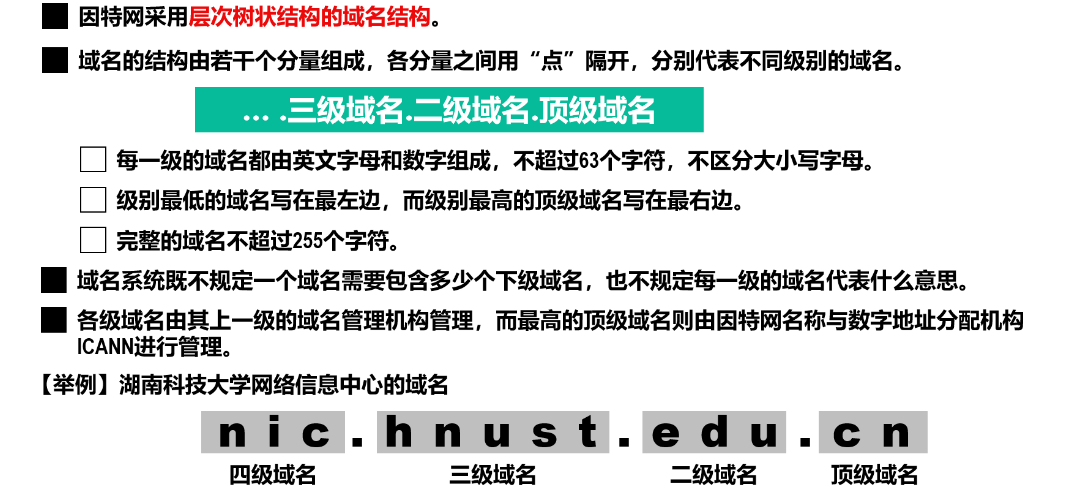 因特网采用层次树状结构的域名结构。
域名的结构由若干个分量组成，各分量之间用“点”隔开，分别代表不同级别的域名。
… .三级域名.二级域名.顶级域名
每一级的域名都由英文字母和数字组成，不超过63个字符，不区分大小写字母。
级别最低的域名写在最左边，而级别最高的顶级域名写在最右边。
完整的域名不超过255个字符。
域名系统既不规定一个域名需要包含多少个下级域名，也不规定每一级的域名代表什么意思。
各级域名由其上一级的域名管理机构管理，而最高的顶级域名则由因特网名称与数字地址分配机构
ICANN进行管理。
【举例】湖南科技大学网络信息中心的域名
nic.hnust.edu.cn
四级域名 三级域名 二级域名 顶级域名